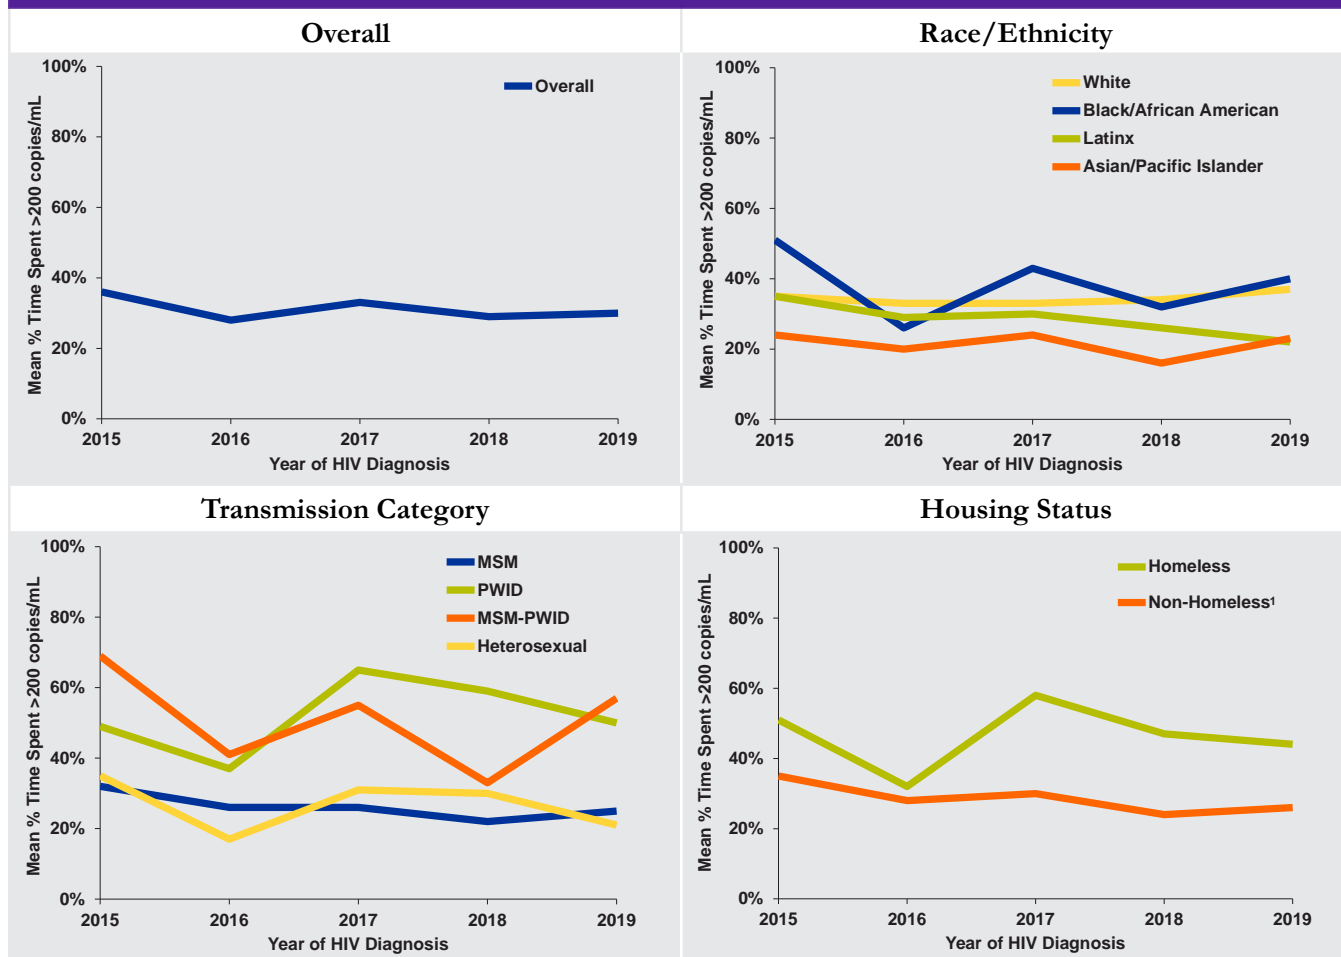 Overall
Mean % Time Spent >200 copies/mL
100%
80%
60%
40%
20%
0%
Overall
2015 2016 2017 2018 2019
Year of HIV Diagnosis
Race/Ethnicity
Mean % Time Spent >200 copies/mL
100%
80%
60%
40%
20%
0%
White
Black/African American
Latinx
Asian/Pacific Islander
2015 2016 2017 2018 2019
Year of HIV Diagnosis
Transmission Category
Mean % Time Spent >200 copies/mL
100%
80%
60%
40%
20%
0%
MSM
PWID
MSM-PWID
Heterosexual
2015 2016 2017 2018 2019
Year of HIV Diagnosis
Housing Status
Mean % Time Spent >200 copies/mL
100%
80%
60%
40%
20%
0%
Homeless
Non-Homeless¹
2015 2016 2017 2018 2019
Year of HIV Diagnosis